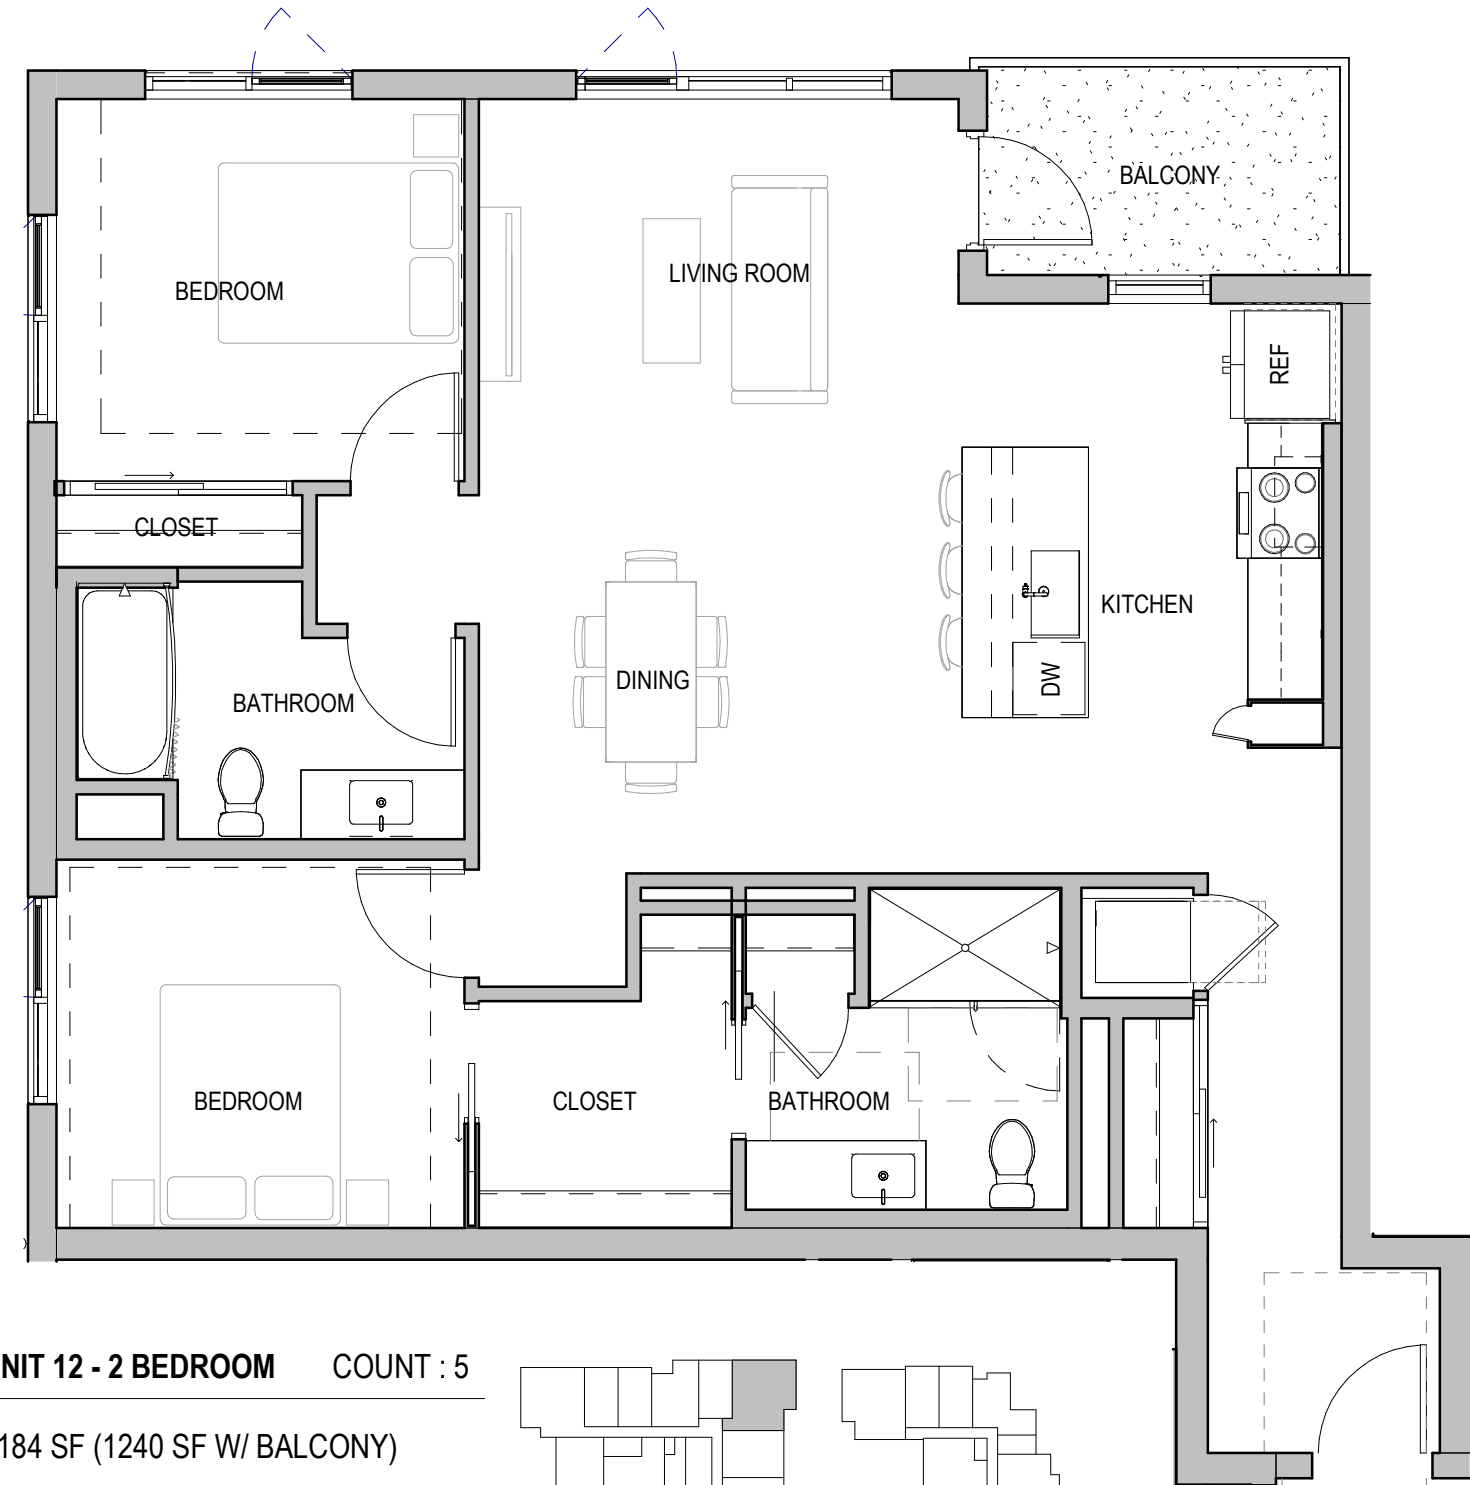 BALCONY
LIVING ROOM
BEDROOM
REF
CLOSET
KITCHEN
DINING
DW
BATHROOM
BEDROOM
CLOSET
BATHROOM
NIT 12 - 2 BEDROOM COUNT : 5
184 SF (1240 SF W/ BALCONY)